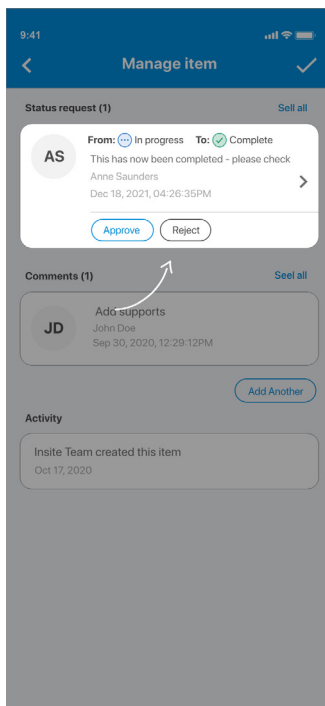 9:41
Manage item
Status request (1) Sell all
AS
From: In progress To: Complete
This has now been completed - please check
Anne Saunders
Dec 18, 2021, 04:26:35PM
Approve Reject
Comments (1) Seel all
JD
Add supports
John Doe
Sep 30, 2020, 12:29:12PM
Add Another
Activity
Insite Team created this item
Oct 17, 2020